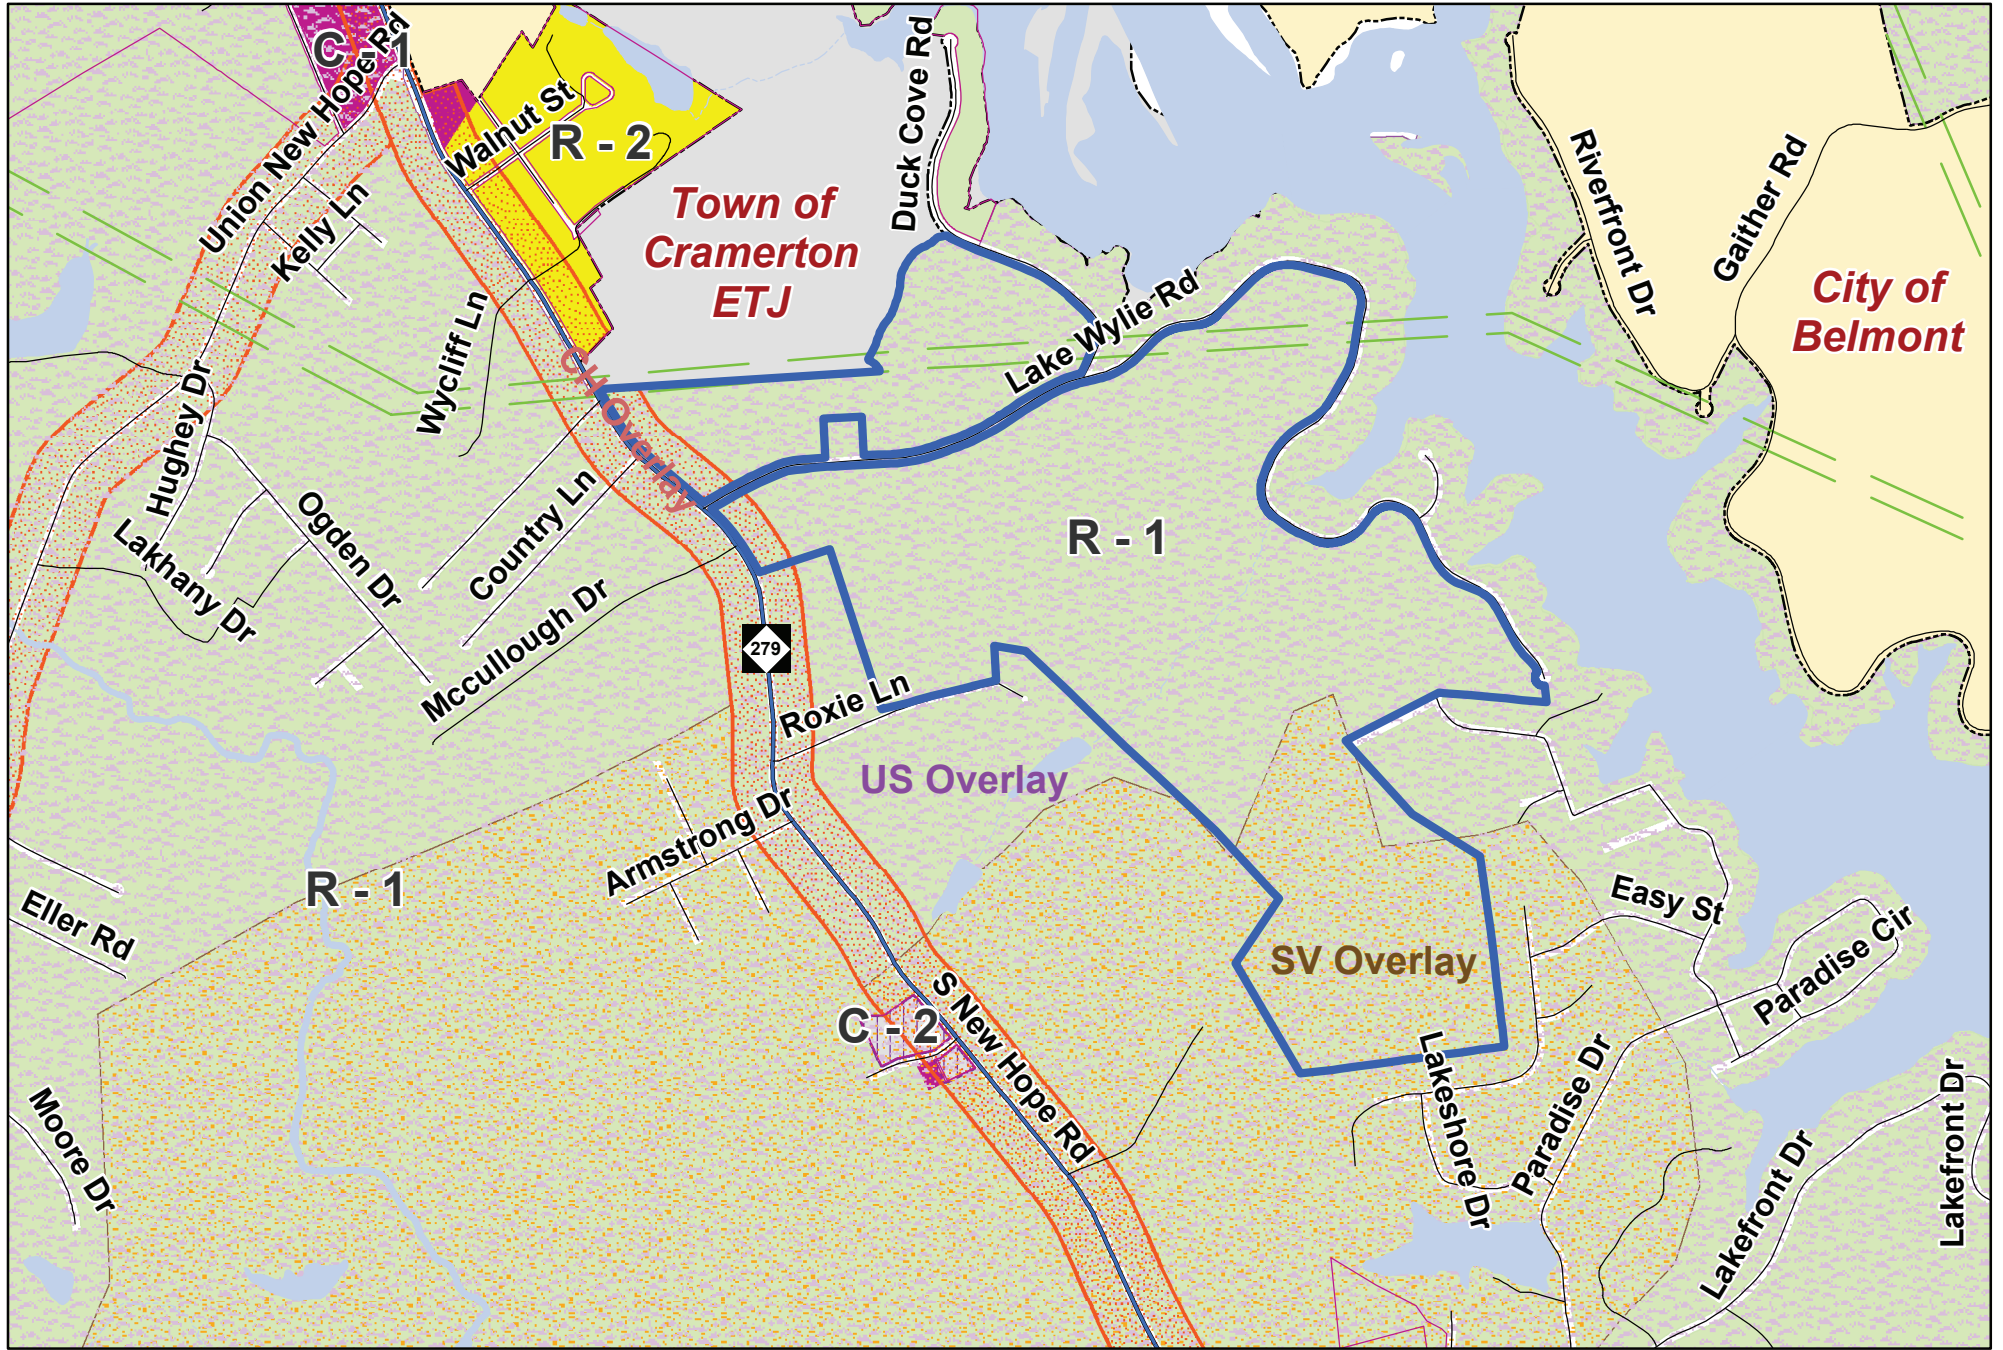 C - 1
Union New Hope Rd
Walnut St
R - 2
Duck Cove Rd
Town of
Cramerton
ETJ
Kelly Ln
Riverfront Dr
Gaither Rd
City of
Belmont
Wycliff Ln
Lake Wylie Rd
CH Overlay
Hughey Dr
Ogden Dr
Country Ln
Lakhany Dr
R - 1
Mccullough Dr
279
Roxie Ln
US Overlay
Armstrong Dr
R - 1
Eller Rd
Easy St
SV Overlay
Paradise Cir
C - 2
S New Hope Rd
Lakeshore Dr
Paradise Dr
Moore Dr
Lakefront Dr
Lakefront Dr